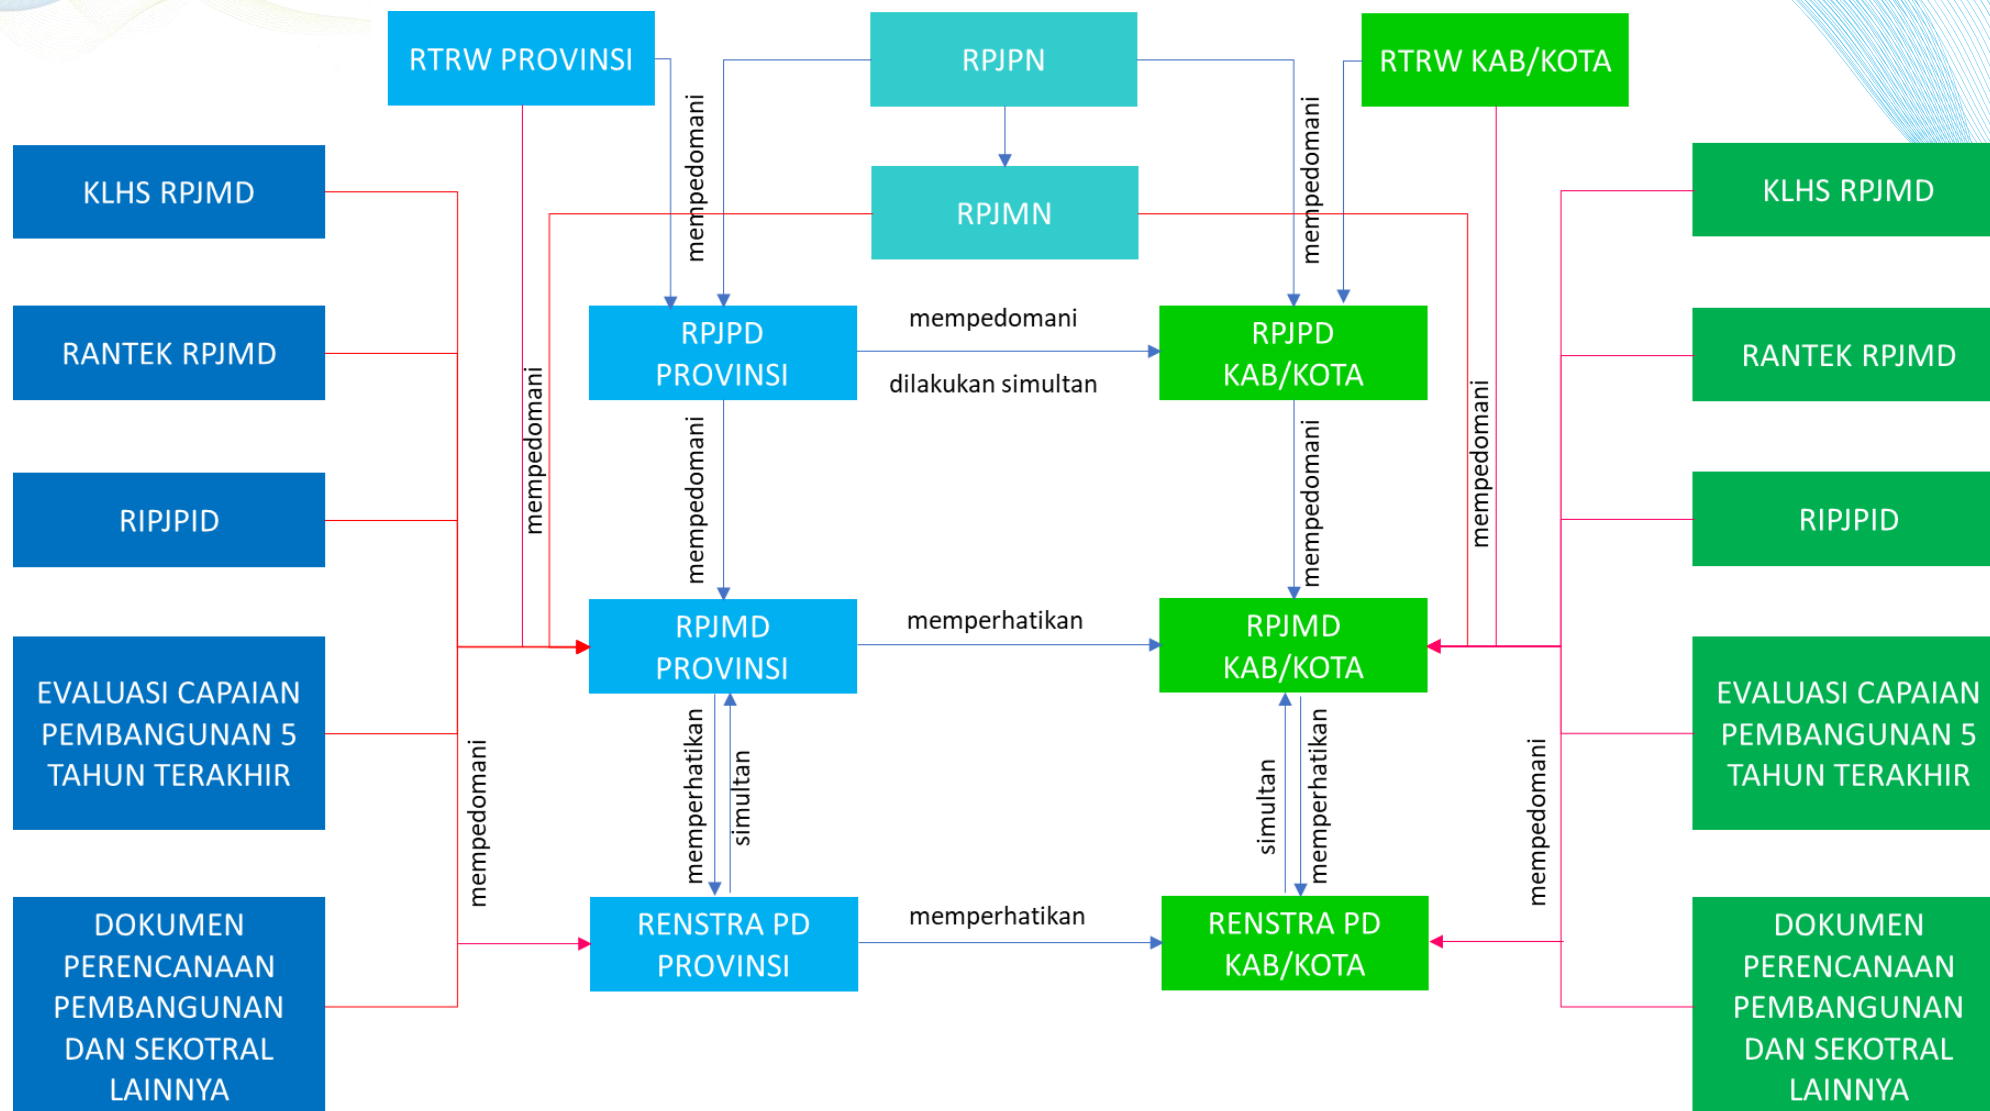 RTRW PROVINSI
RPJPN
RTRW KAB/KOTA
mempedomani
mempedomani
KLHS RPJMD
RPJMN
KLHS RPJMD
RANTEK RPJMD
RPJPD
PROVINSI
mempedomani
dilakukan simultan
RPJPD
KAB/KOTA
RANTEK RPJMD
mempedomani
mempedomani
mempedomani
mempedomani
RIPJPID
RIPJPID
RPJMD
PROVINSI
memperhatikan
RPJMD
KAB/KOTA
EVALUASI CAPAIAN
PEMBANGUNAN 5
TAHUN TERAKHIR
mempedomani
memperhatikan
simultan
simultan
memperhatikan
mempedomani
EVALUASI CAPAIAN
PEMBANGUNAN 5
TAHUN TERAKHIR
DOKUMEN
PERENCANAAN
PEMBANGUNAN
DAN SEKOTRAL
LAINNYA
RENSTRA PD
PROVINSI
memperhatikan
RENSTRA PD
KAB/KOTA
DOKUMEN
PERENCANAAN
PEMBANGUNAN
DAN SEKOTRAL
LAINNYA